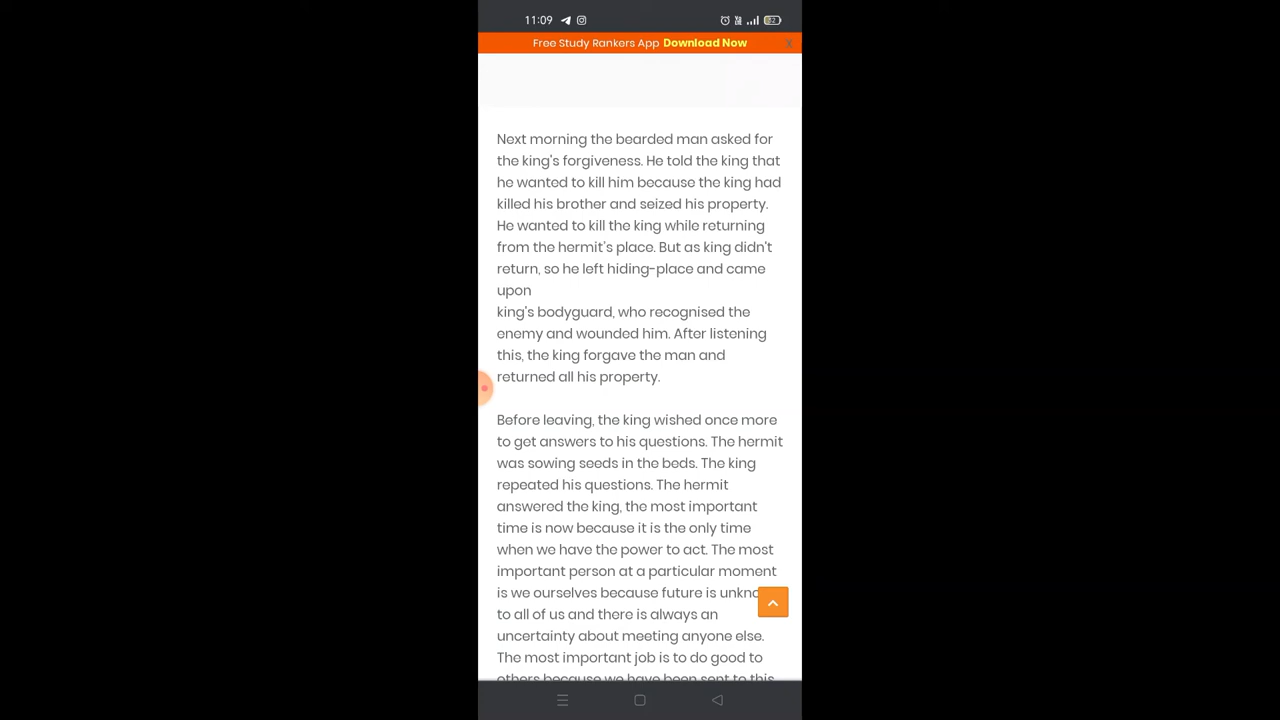 11:09
Free Study Rankers App Download Now X
Next morning the bearded man asked for
the king's forgiveness. He told the king that
he wanted to kill him because the king had
killed his brother and seized his property.
He wanted to kill the king while returning
from the hermit's place. But as king didn't
return, so he left hiding-place and came
upon
king's bodyguard, who recognised the
enemy and wounded him. After listening
this, the king forgave the man and
returned all his property.
Before leaving, the king wished once more
to get answers to his questions. The hermit
was sowing seeds in the beds. The king
repeated his questions. The hermit
answered the king, the most important
time is now because it is the only time
when we have the power to act. The most
important person at a particular moment
is we ourselves because future is
to all of us and there is always an
uncertainty about meeting anyone else.
The most important job is to do good to
others because we have been sent to this